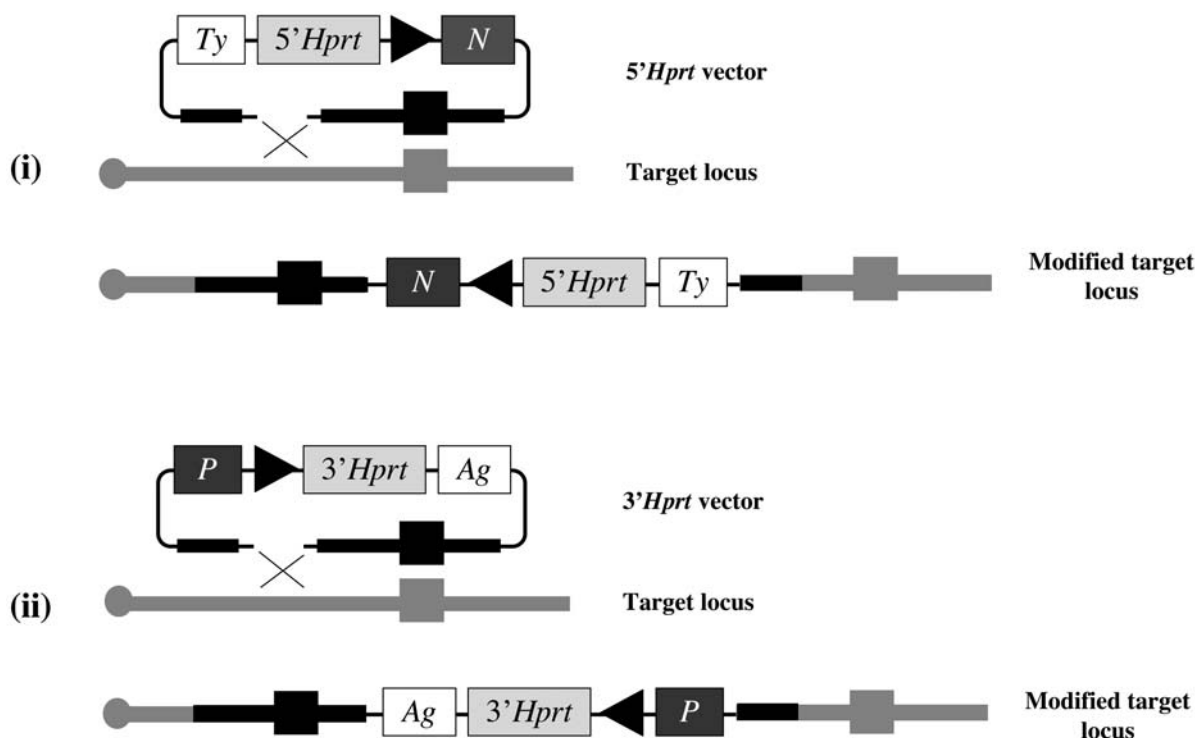 Ty 5'Hprt N
5'Hprt vector
(i)
Target locus
N 5'Hprt Ty
Modified target
locus
P 3'Hprt Ag
3'Hprt vector
(ii)
Target locus
Ag 3'Hprt P
Modified target
locus